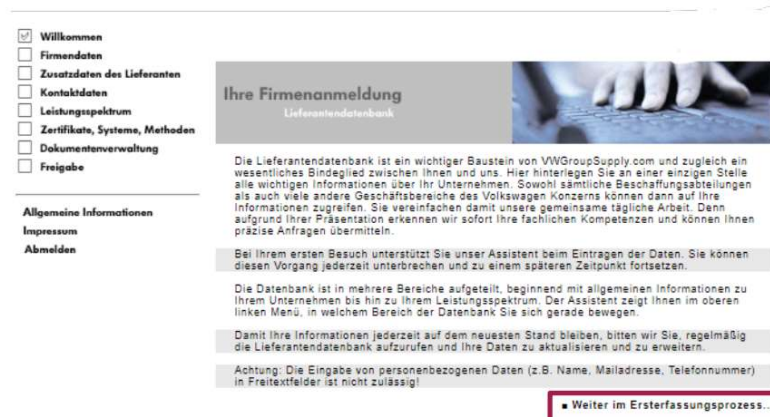 Willkommen
Firmendaten
Zusatzdaten des Lieferanten
Kontaktdaten
Leistungsspektrum
Zertifikate, Systeme, Methoden
Dokumentenverwaltung
Freigabe
Allgemeine Informationen
Impressum
Abmelden
Ihre Firmenanmeldung
Lieferantendatenbank
Die Lieferantendatenbank ist ein wichtiger Baustein von VWGroupSupply.com und zugleich ein
wesentliches Bindeglied zwischen Ihnen und uns. Hier hinterlegen Sie an einer einzigen Stelle
alle wichtigen Informationen über Ihr Unternehmen. Sowohl sämtliche Beschaffungsabteilungen
als auch viele andere Geschäftsbereiche des Volkswagen Konzerns können dann auf Ihre
Informationen zugreifen. Sie vereinfachen damit unsere gemeinsame tägliche Arbeit. Denn
aufgrund Ihrer Präsentation erkennen wir sofort Ihre fachlichen Kompetenzen und können Ihnen
präzise Anfragen übermitteln.
Bei Ihrem ersten Besuch unterstützt Sie unser Assistent beim Eintragen der Daten. Sie können
diesen Vorgang jederzeit unterbrechen und zu einem späteren Zeitpunkt fortsetzen.
Die Datenbank ist in mehrere Bereiche aufgeteilt, beginnend mit allgemeinen Informationen zu
Ihrem Unternehmen bis hin zu Ihrem Leistungsspektrum. Der Assistent zeigt Ihnen im oberen
linken Menü, in welchem Bereich der Datenbank Sie sich gerade bewegen.
Damit Ihre Informationen jederzeit auf dem neuesten Stand bleiben, bitten wir Sie, regelmäßig
die Lieferantendatenbank aufzurufen und Ihre Daten zu aktualisieren und zu erweitern.
Achtung: Die Eingabe von personenbezogenen Daten (z.B. Name, Mailadresse, Telefonnummer)
in Freitextfelder ist nicht zulässig!
▪ Weiter im Ersterfassungsprozess..